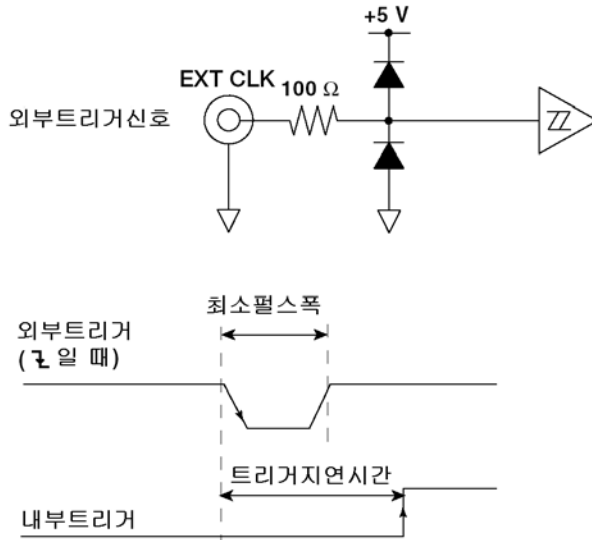 +5 V
EXT CLK
100 Ω
외부트리거신호
최소펄스폭
외부트리거
( 일 때)
트리거지연시간
내부트리거